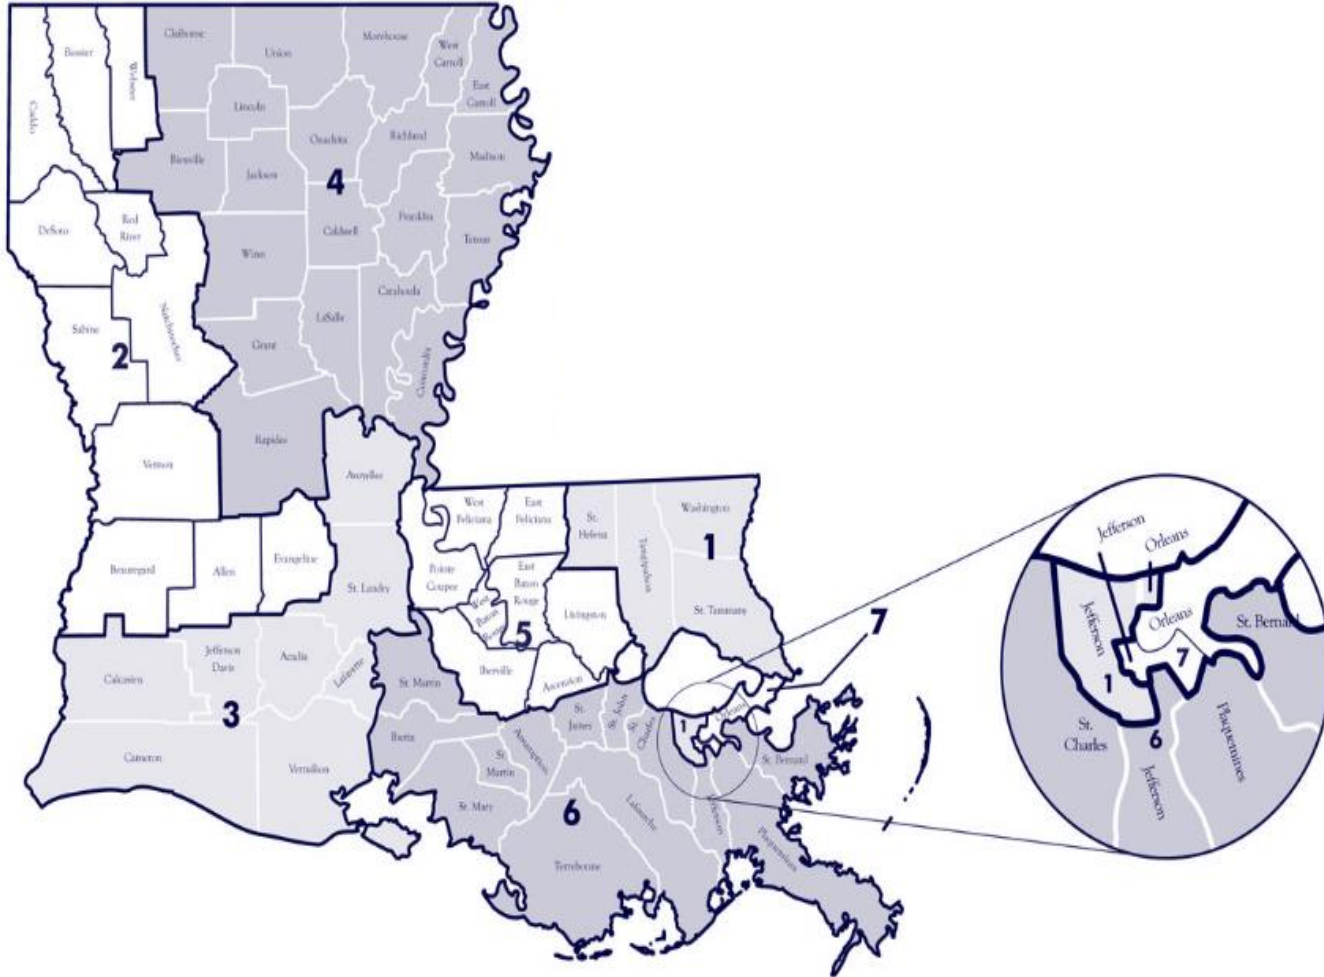 Claiborne
Union
Morehouse
West
Carroll
East
Carroll
Bossier
Webster
Caddo
Lincoln
Ouachita
Richland
Madison
Bienville
Jackson
4
DeSoto
Red
River
Winn
Caldwell
Franklin
Tensas
Catahoula
LaSalle
Natchitoches
Sabine
2
Grant
Concordia
Rapides
Vernon
Avoyelles
Beauregard
Allen
Evangeline
St. Landry
West
Feliciana
East
Feliciana
St.
Helena
Tangipahoa
Washington
1
Pointe
Coupee
East
Baton
Rouge
West
Baton
Rouge
5
Livingston
St. Tammany
7
Iberville
Ascension
Calcasieu
Jefferson
Davis
Acadia
Lafayette
3
Cameron
Vermilion
St. Martin
Iberia
St.
Martin
St. Mary
Assumption
St.
James
St. John
St.
Charles
1
Orleans
St. Bernard
6
Lafourche
Jefferson
Terrebonne
Plaquemines
Jefferson
Orleans
Jefferson
Orleans
St. Bernard
7
1
St.
Charles
6
Jefferson
Plaquemines